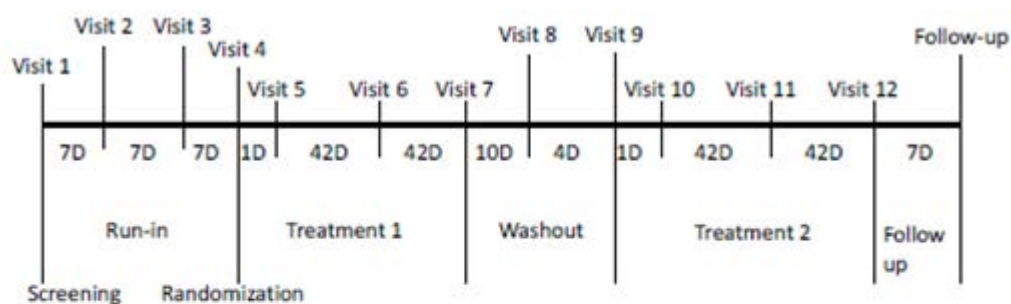 Visit 2 Visit 3 Visit 8 Visit 9 Follow-up
Visit 4
Visit 1
Visit 5 Visit 6 Visit 7 Visit 10 Visit 11 Visit 12
7D 7D 7D 1D 42D 42D 10D 4D 1D 42D 42D 7D
Run-in Treatment 1 Washout Treatment 2 Follow
up
Screening Randomization